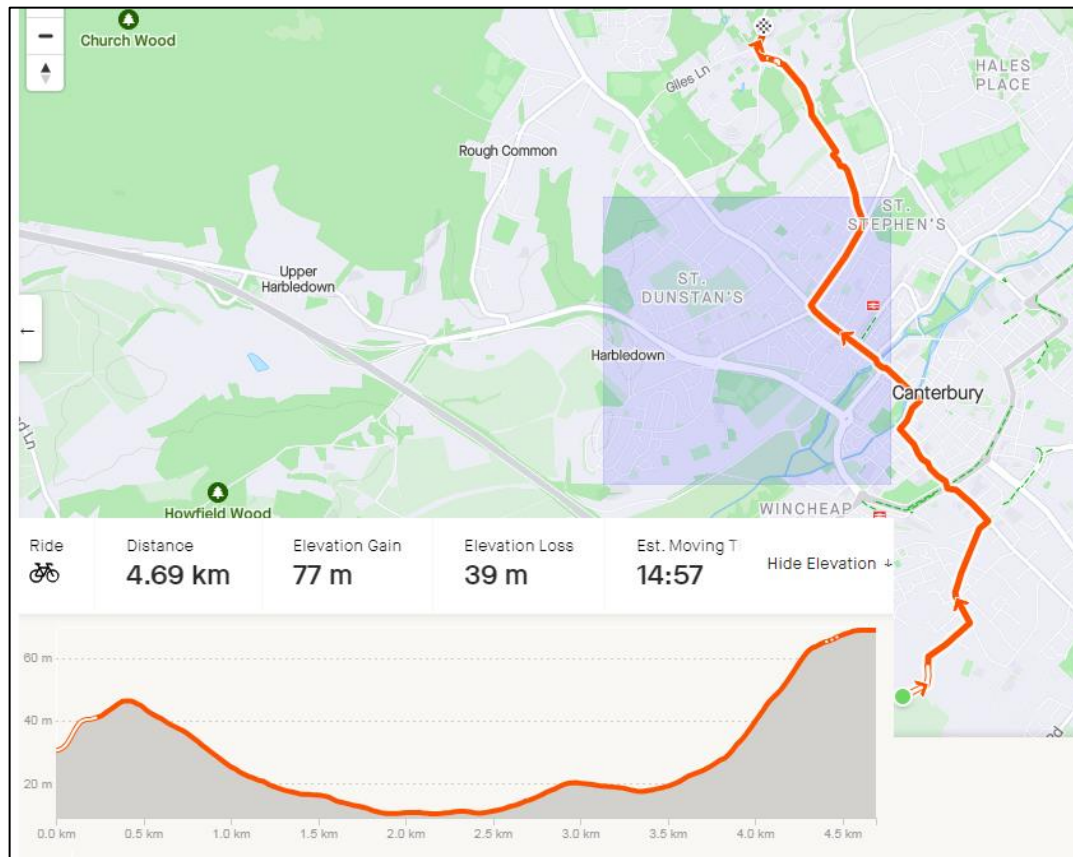 Church Wood
HALES
PLACE
Giles Ln
Rough Common
ST.
STEPHEN'S
Upper
Harbledown
ST.
DUNSTAN'S
Harbledown
Canterbury
Ln
Howfield Wood
WINCHEAP
Ride
Distance
4.69 km
Elevation Gain
77 m
Elevation Loss
39 m
Est. Moving Ti
14:57
Hide Elevation
60 m
40 m
20 m
0.0 km
0.5 km
1.0 km
1.5 km
2.0 km
2.5 km
3.0 km
3.5 km
4.0 km
4.5 km